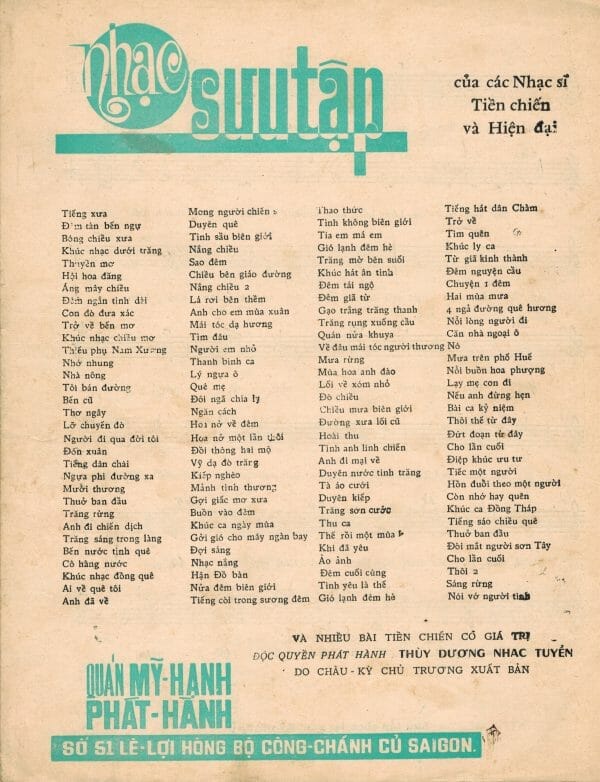 nhạc
sưu tập
của các Nhạc sĩ
Tiền chiến
và Hiện đại
Tiếng xưa
Đêm tàn bến ngự
Bóng chiều xưa
Khúc nhạc dưới trăng
Thuyền mơ
Hội hoa đăng
Áng mây chiều
Đêm ngắn tình dài
Con đò đưa xác
Trở về bến mơ
Khúc nhạc chiều mơ
Thiếu phụ Nam Xương
Nhớ nhung
Nhà nông
Tôi bán đường
Bến cũ
Thơ ngây
Lỡ chuyến đò
Người đi qua đời tôi
Đốn xuân
Tiếng dân chài
Ngựa phi đường xa
Mười thương
Thuở ban đầu
Trăng rừng
Anh đi chiến dịch
Trăng sáng trong làng
Bến nước tình quê
Cô hàng nước
Khúc nhạc đồng quê
Ai về quê tôi
Anh đã về
Mong người chiến sĩ
Duyên quê
Tình sầu biên giới
Nắng chiều
Sao đêm
Chiều bên giáo đường
Nắng chiều 2
Lá rơi bên thềm
Anh cho em mùa xuân
Mái tóc dạ hương
Tìm đâu
Người em nhỏ
Thanh bình ca
Lý ngựa ô
Quê mẹ
Đôi ngã chia ly
Ngăn cách
Hoa nở về đêm
Hoa nở một lần thôi
Đồi thông hai mộ
Vỹ dạ đò trăng
Kiếp nghèo
Mảnh tình thương
Gợi giấc mơ xưa
Buồn vào đêm
Khúc ca ngày mùa
Gởi gió cho mây ngàn bay
Đợi sáng
Nhạc nắng
Hận Đồ bàn
Nửa đêm biên giới
Tiếng còi trong sương đêm
Thao thức
Tình không biên giới
Tia em má em
Gió lạnh đêm hè
Trăng mờ bên suối
Khúc hát ân tình
Đêm tái ngộ
Đêm giã từ
Gạo trắng trăng thanh
Trăng rụng xuống cầu
Quán nửa khuya
Về đâu mái tóc người thương
Mưa rừng
Mùa hoa anh đào
Lối về xóm nhỏ
Đò chiều
Chiều mưa biên giới
Đường xưa lối cũ
Hoài thu
Tình anh lính chiến
Anh đi mại về
Duyên nước tình trăng
Tà áo cưới
Duyên kiếp
Trăng sơn cước
Thu ca
Thế rồi một mùa
Khi đã yêu
Ảo ảnh
Đêm cuối cùng
Tình yêu là thế
Gió lạnh đêm hè
Tiếng hát dân Chàm
Trở về
Tìm quên
Khúc ly ca
Từ giã kinh thành
Đêm nguyện cầu
Chuyện 1 đêm
Hai mùa mưa
4 ngả đường quê hương
Nỗi lòng người đi
Căn nhà ngoại ô
Nó
Mưa trên phố Huế
Nỗi buồn hoa phượng
Lạy mẹ con đi
Nếu anh đừng hẹn
Bài ca kỷ niệm
Thôi thế từ đây
Dứt đoạn từ đây
Cho lần cuối
Điệp khúc ưu tư
Tiếc một người
Hồn đuối theo một người
Còn nhớ hay quên
Khúc ca Đồng Tháp
Tiếng sáo chiều quê
Thuở ban đầu
Đôi mắt người sơn Tây
Cho lần cuối
Thôi 2
Sáng rừng
Nói vớ người tình
VÀ NHIỀU BÀI TIỀN CHIẾN CÓ GIÁ TRỊ
ĐỘC QUYỀN PHÁT HÀNH THÙY DƯƠNG NHẠC TUYỂN
DO CHÂU-KỲ CHỦ TRƯƠNG XUẤT BẢN
QUÁN MỸ-HẠNH
PHÁT-HÀNH
SỐ 51 LÊ-LỢI HÔNG BỘ CÔNG-CHÁNH CỦ SAIGON.